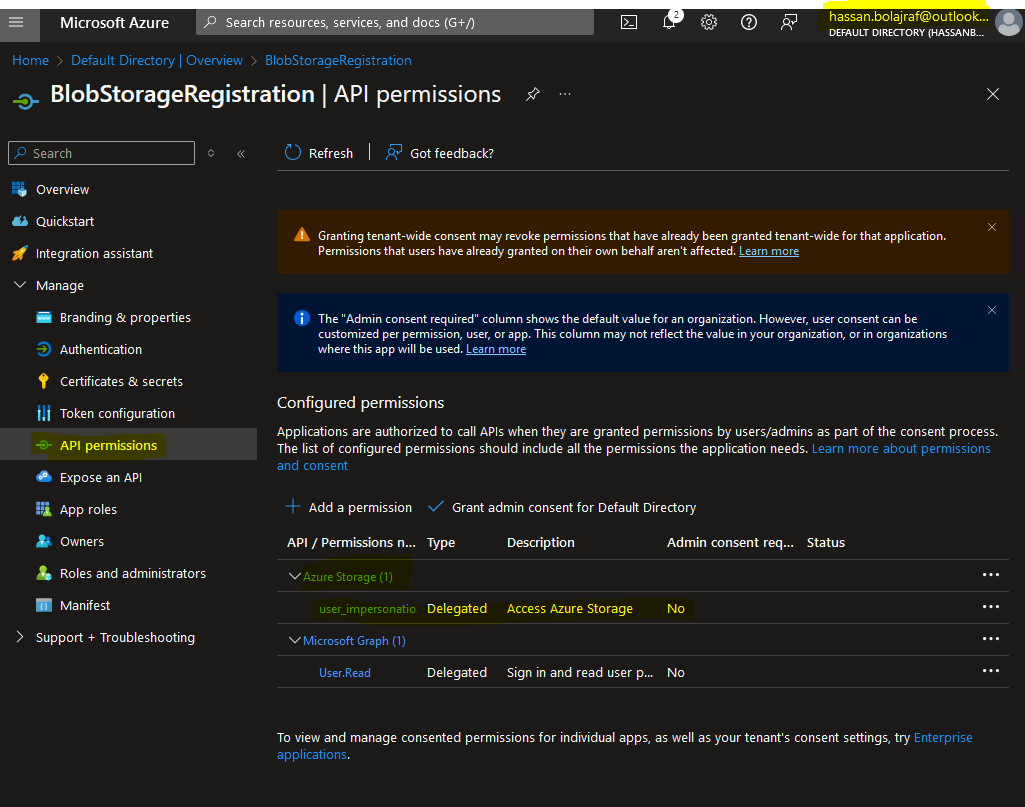 Microsoft Azure
Search resources, services, and docs (G+/)
2
hassan.bolajraf@outlook...
DEFAULT DIRECTORY (HASSANB...
Home > Default Directory | Overview > BlobStorageRegistration
BlobStorageRegistration | API permissions
Search
Refresh
Got feedback?
Overview
Quickstart
Integration assistant
Manage
Branding & properties
Authentication
Certificates & secrets
Token configuration
API permissions
Expose an API
App roles
Owners
Roles and administrators
Manifest
Support + Troubleshooting
Granting tenant-wide consent may revoke permissions that have already been granted tenant-wide for that application.
Permissions that users have already granted on their own behalf aren't affected. Learn more
The "Admin consent required" column shows the default value for an organization. However, user consent can be
customized per permission, user, or app. This column may not reflect the value in your organization, or in organizations
where this app will be used. Learn more
Configured permissions
Applications are authorized to call APIs when they are granted permissions by users/admins as part of the consent process.
The list of configured permissions should include all the permissions the application needs. Learn more about permissions
and consent
Add a permission
Grant admin consent for Default Directory
API / Permissions n... Type Description Admin consent req... Status
Azure Storage (1)
user_impersonatio Delegated Access Azure Storage No
Microsoft Graph (1)
User.Read Delegated Sign in and read user p... No
To view and manage consented permissions for individual apps, as well as your tenant's consent settings, try Enterprise
applications.